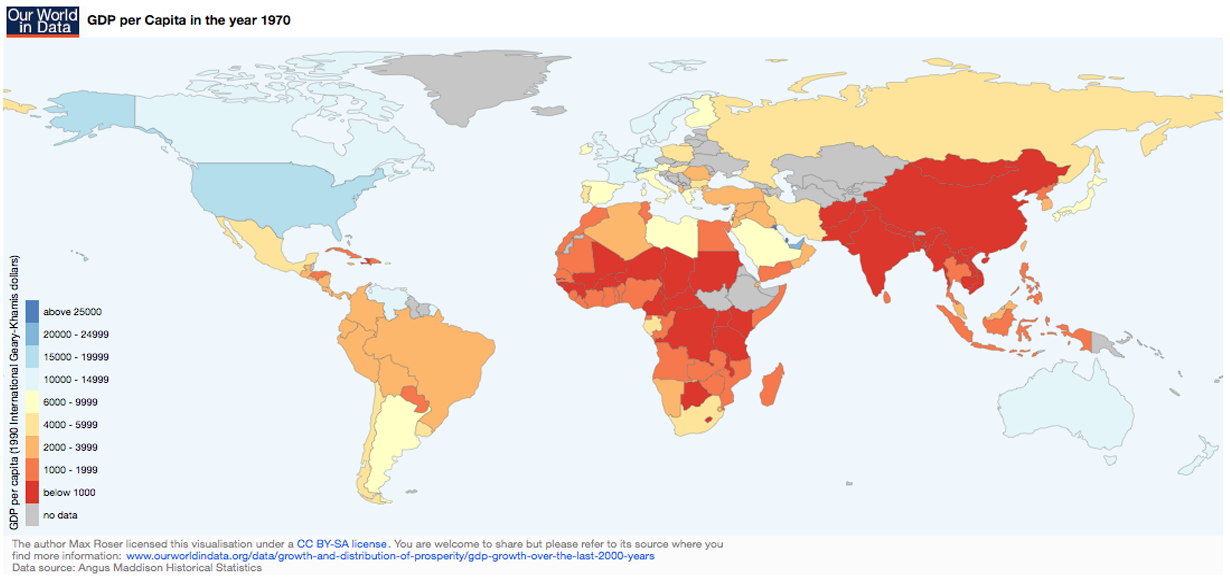 Our World
in Data
GDP per Capita in the year 1970
GDP per capita (1990 International Geary-Khamis dollars)
above 25000
20000 - 24999
15000 - 19999
10000 - 14999
6000 - 9999
4000 - 5999
2000 - 3999
1000 - 1999
below 1000
no data
The author Max Roser licensed this visualisation under a CC BY-SA license. You are welcome to share but please refer to its source where you
find more information: www.ourworldindata.org/data/growth-and-distribution-of-prosperity/gdp-growth-over-the-last-2000-years
Data source: Angus Maddison Historical Statistics